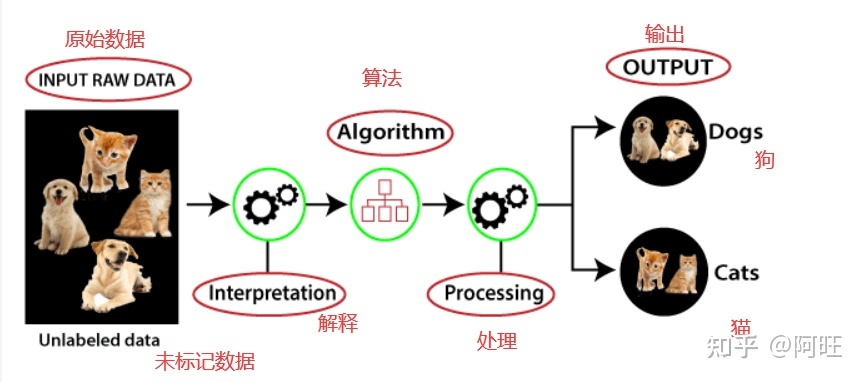 原始数据
INPUT RAW DATA
算法
Algorithm
输出
OUTPUT
Dogs
狗
Interpretation
解释
Processing
处理
Cats
猫
Unlabeled data
未标记数据
知乎 @阿旺